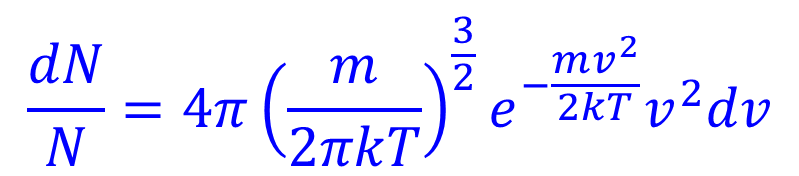 dN/N = 4π (m/2πkT)^(3/2) e^(-mv²/2kT) v² dv